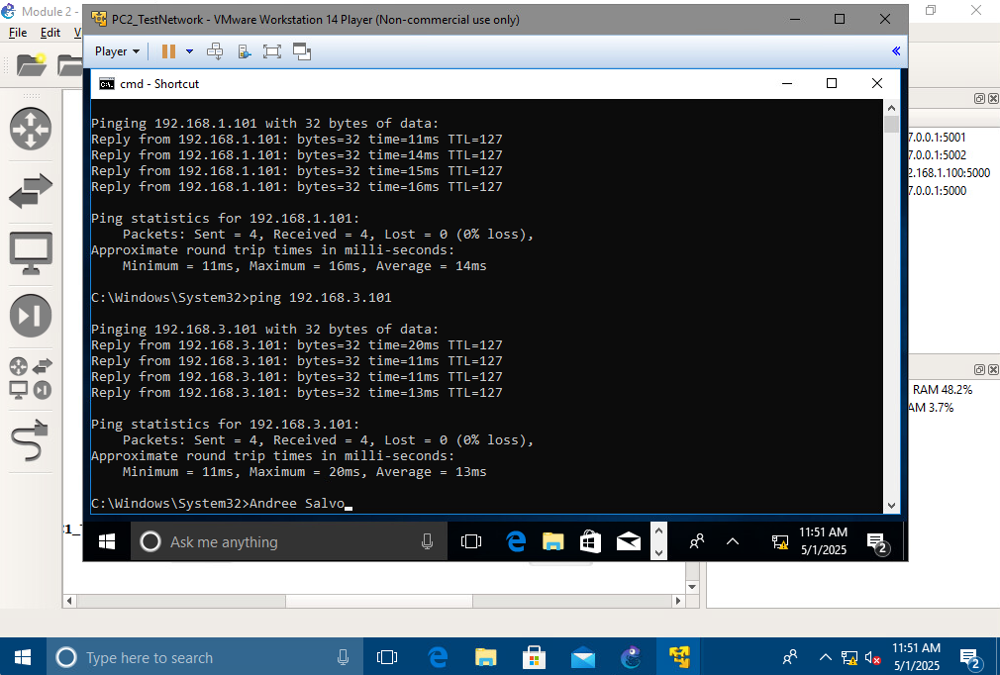 Module 2 -
File Edit V
PC2_TestNetwork - VMware Workstation 14 Player (Non-commercial use only)
Player
cmd - Shortcut
Pinging 192.168.1.101 with 32 bytes of data:
Reply from 192.168.1.101: bytes=32 time=11ms TTL=127
Reply from 192.168.1.101: bytes=32 time=14ms TTL=127
Reply from 192.168.1.101: bytes=32 time=15ms TTL=127
Reply from 192.168.1.101: bytes=32 time=16ms TTL=127
Ping statistics for 192.168.1.101:
Packets: Sent = 4, Received = 4, Lost = 0 (0% loss),
Approximate round trip times in milli-seconds:
Minimum = 11ms, Maximum = 16ms, Average = 14ms
C:\Windows\System32>ping 192.168.3.101
Pinging 192.168.3.101 with 32 bytes of data:
Reply from 192.168.3.101: bytes=32 time=20ms TTL=127
Reply from 192.168.3.101: bytes=32 time=11ms TTL=127
Reply from 192.168.3.101: bytes=32 time=11ms TTL=127
Reply from 192.168.3.101: bytes=32 time=13ms TTL=127
Ping statistics for 192.168.3.101:
Packets: Sent = 4, Received = 4, Lost = 0 (0% loss),
Approximate round trip times in milli-seconds:
Minimum = 11ms, Maximum = 20ms, Average = 13ms
C:\Windows\System32>Andree Salvo
7.0.0.1:5001
7.0.0.1:5002
2.168.1.100:5000
7.0.0.1:5000
RAM 48.2%
AM 3.7%
Ask me anything
11:51 AM
5/1/2025
2
Type here to search
11:51 AM
5/1/2025
2